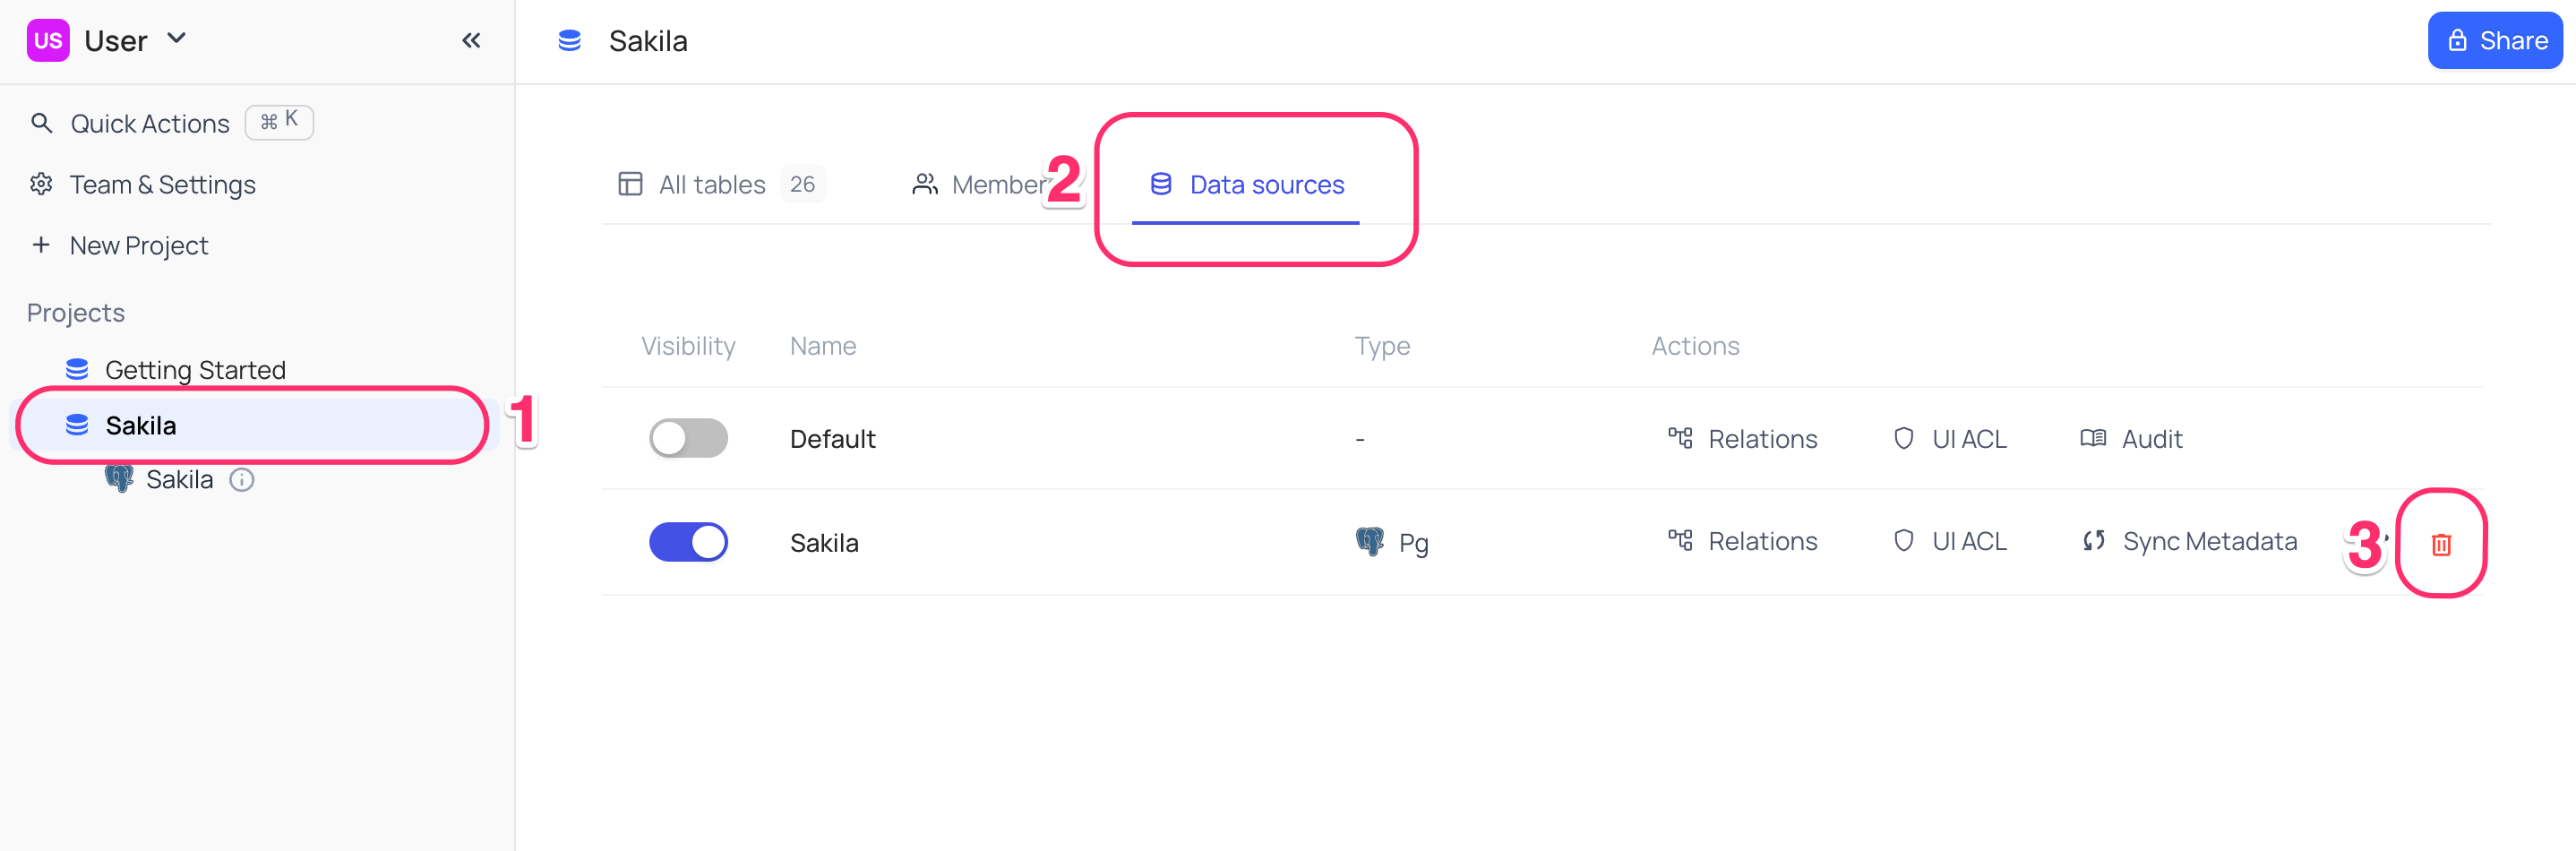 US User
Sakila
Share
Quick Actions ⌘ K
Team & Settings
New Project
Projects
Getting Started
Sakila
1
Sakila
All tables 26
Member
2
Data sources
Visibility Name Type Actions
Default - Relations UI ACL Audit
Sakila Pg Relations UI ACL Sync Metadata
3